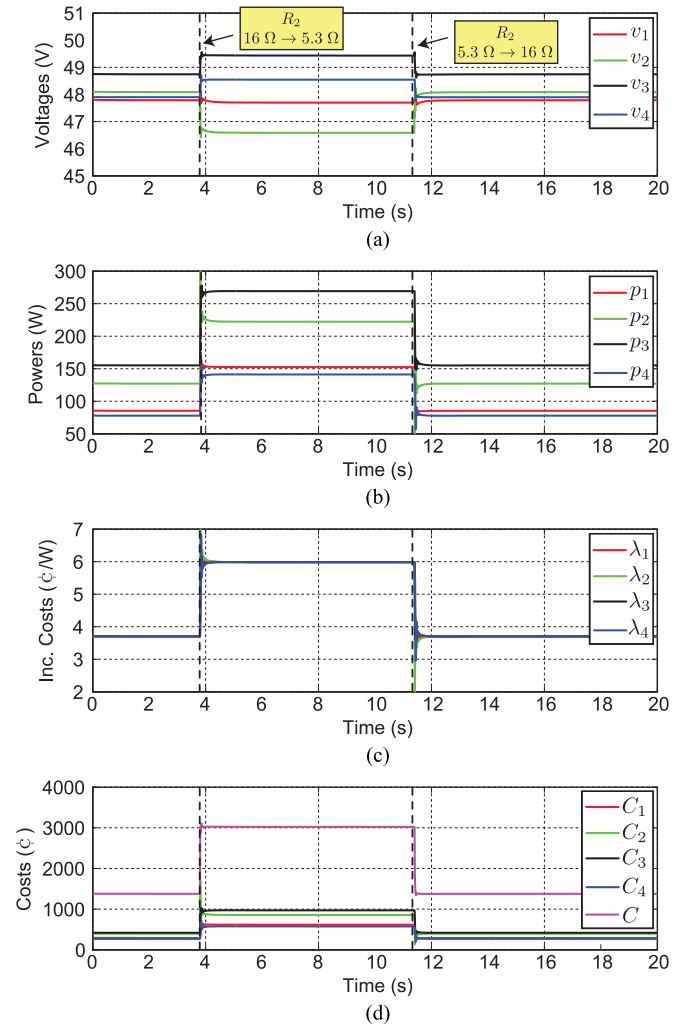 51
50
49
48
47
46
45
Voltages (V)
R₂
16 Ω → 5.3 Ω
R₂
5.3 Ω → 16 Ω
v₁
v₂
v₃
v₄
0 2 4 6 8 10 12 14 16 18 20
Time (s)
(a)
300
250
200
150
100
50
Powers (W)
p₁
p₂
p₃
p₄
0 2 4 6 8 10 12 14 16 18 20
Time (s)
(b)
7
6
5
4
3
2
Inc. Costs (¢/W)
λ₁
λ₂
λ₃
λ₄
0 2 4 6 8 10 12 14 16 18 20
Time (s)
(c)
4000
3000
2000
1000
0
Costs (¢)
C₁
C₂
C₃
C₄
C
0 2 4 6 8 10 12 14 16 18 20
Time (s)
(d)